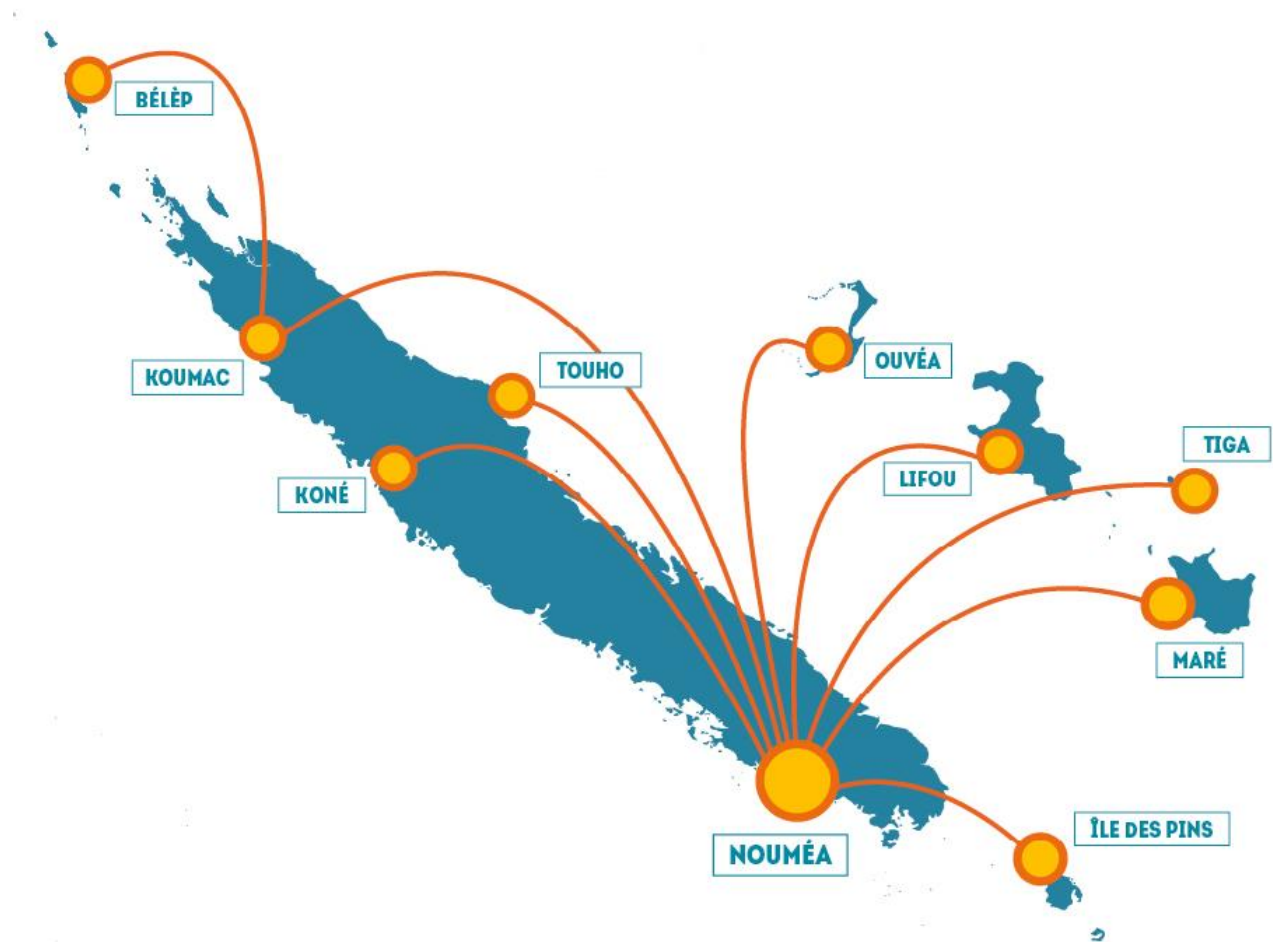 BÉLÈP
KOUMAC
TOUHO
KONÉ
OUVÉA
LIFOU
TIGA
MARÉ
NOUMÉA
ÎLE DES PINS